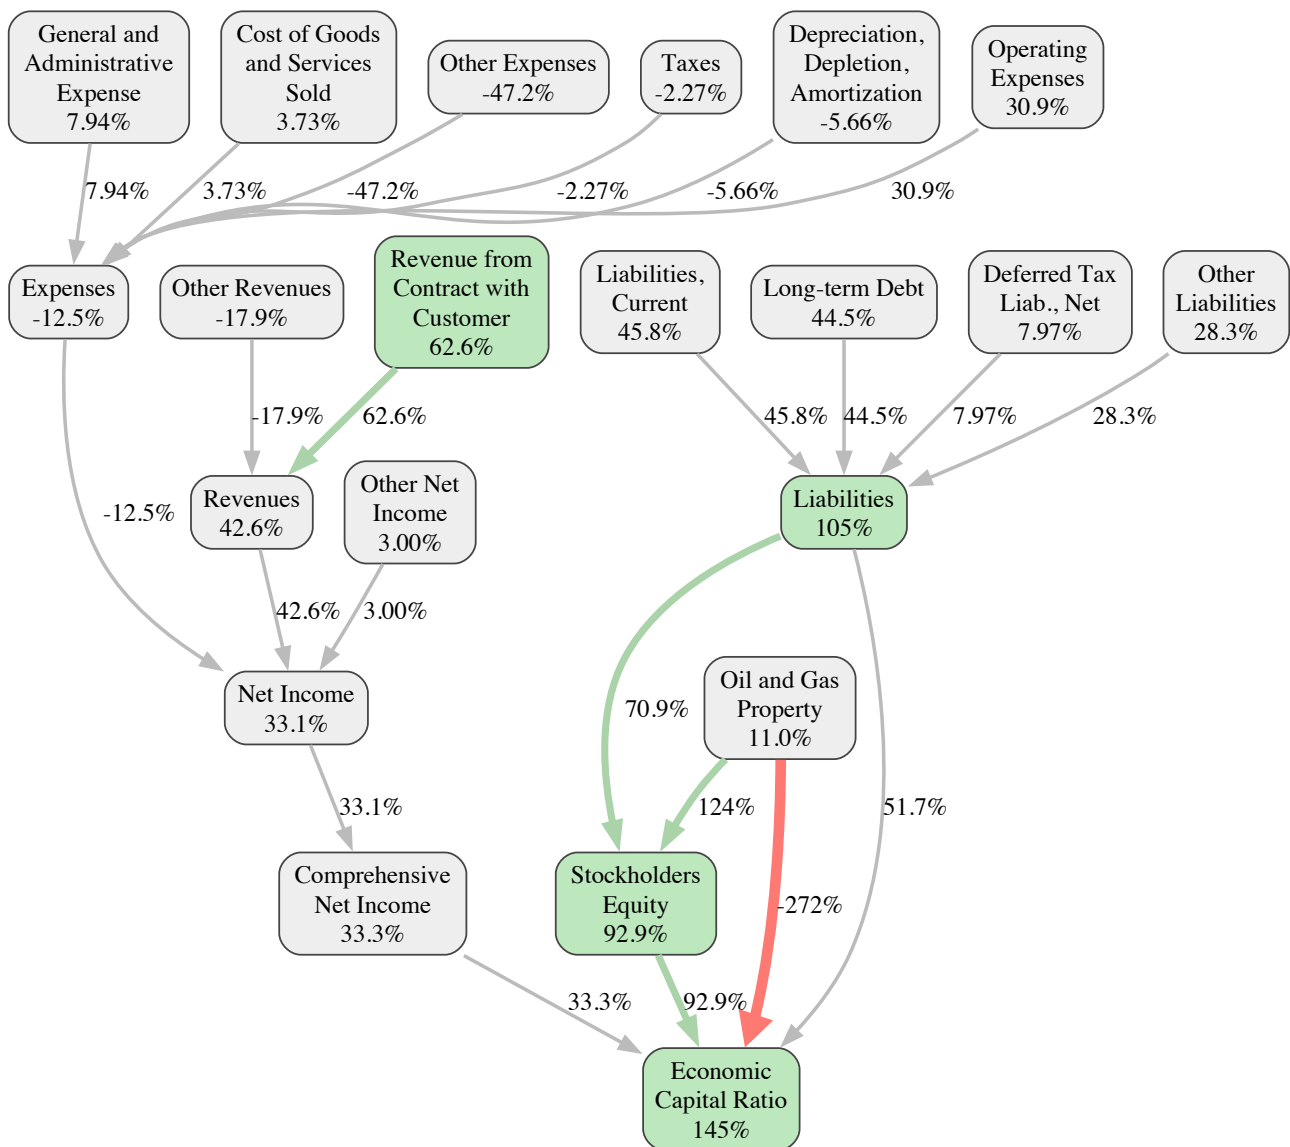 General and
Administrative
Expense
7.94%
Cost of Goods
and Services
Sold
3.73%
Other Expenses
-47.2%
Taxes
-2.27%
Depreciation,
Depletion,
Amortization
-5.66%
Operating
Expenses
30.9%
7.94%
3.73%
-47.2%
-2.27%
-5.66%
30.9%
Expenses
-12.5%
Other Revenues
-17.9%
Revenue from
Contract with
Customer
62.6%
Liabilities,
Current
45.8%
Long-term Debt
44.5%
Deferred Tax
Liab., Net
7.97%
Other
Liabilities
28.3%
-17.9%
62.6%
45.8%
44.5%
7.97%
28.3%
-12.5%
Revenues
42.6%
Other Net
Income
3.00%
Liabilities
105%
42.6%
3.00%
Net Income
33.1%
70.9%
Oil and Gas
Property
11.0%
33.1%
124%
51.7%
Comprehensive
Net Income
33.3%
Stockholders
Equity
92.9%
-272%
33.3%
92.9%
Economic
Capital Ratio
145%